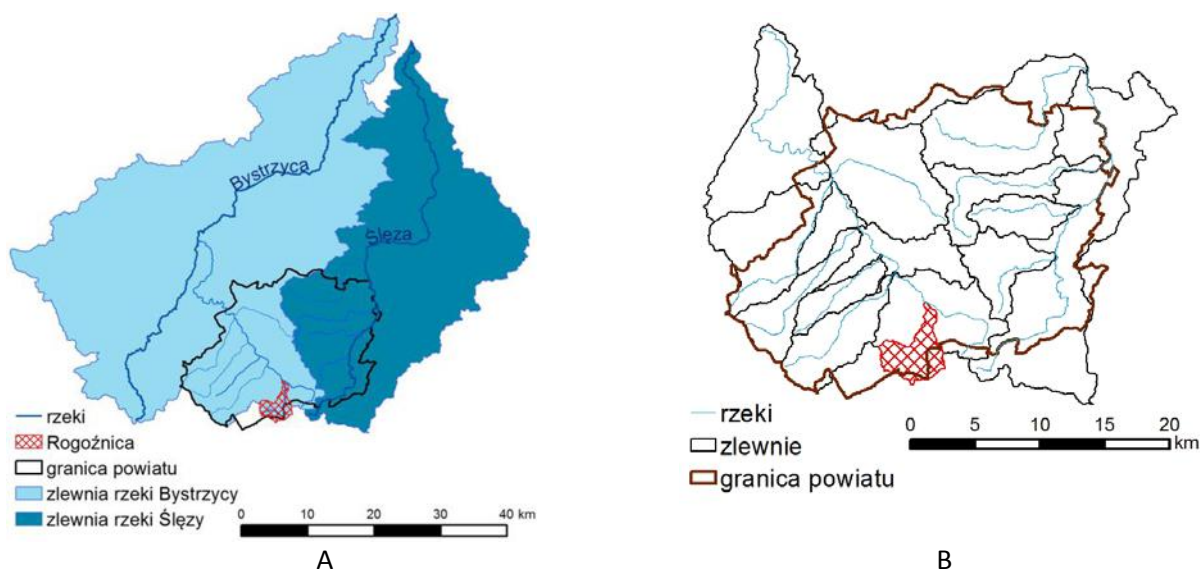 Bystrzyca
Ślęza
rzeki
Rogoźnica
granica powiatu
zlewnia rzeki Bystrzycy
zlewnia rzeki Ślęzy
0 10 20 30 40 km
A
rzeki
zlewnie
granica powiatu
0 5 10 15 20
km
B